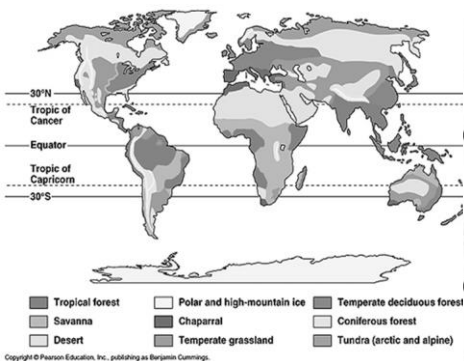 30°N
Tropic of
Cancer
Equator
Tropic of
Capricorn
30°S
Tropical forest
Polar and high-mountain ice
Temperate deciduous forest
Savanna
Chaparral
Coniferous forest
Desert
Temperate grassland
Tundra (arctic and alpine)
Copyright © Pearson Education, Inc., publishing as Benjamin Cummings.